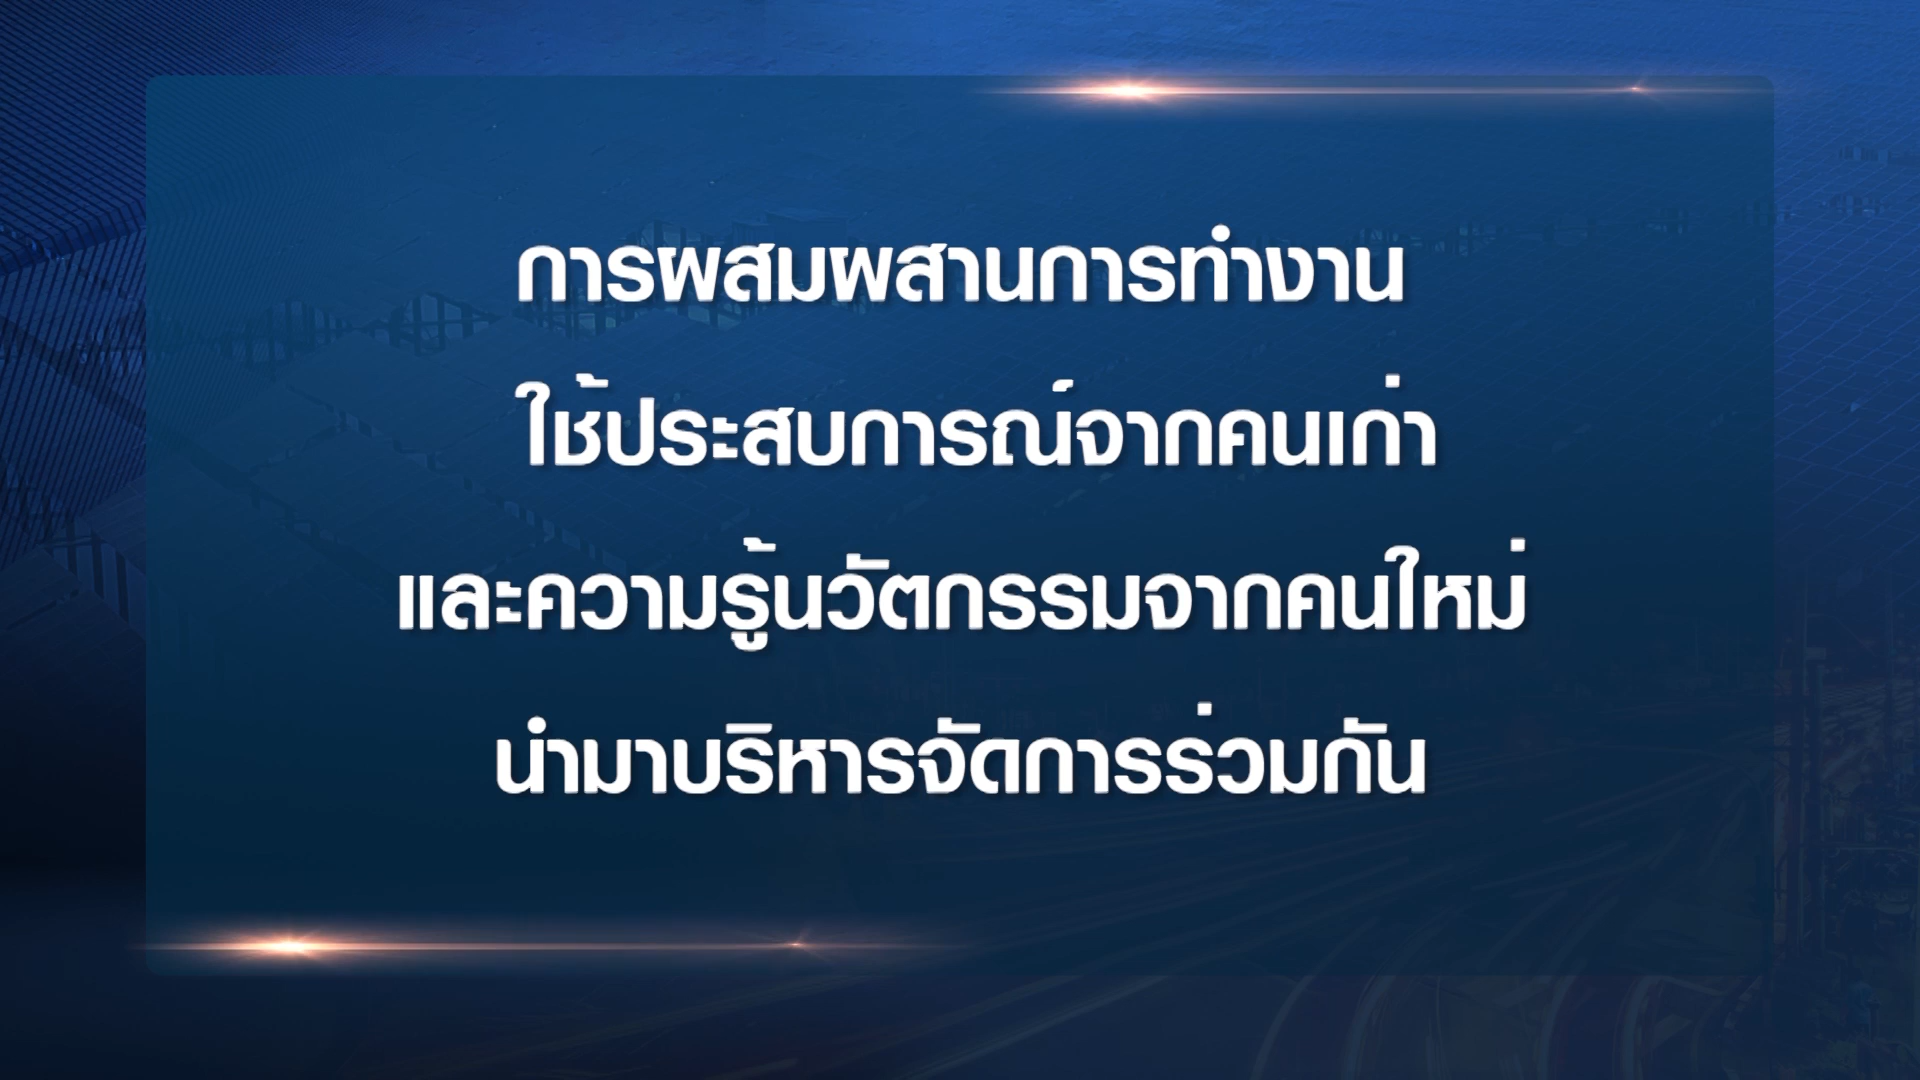 การผสมผสานการทำงาน
ใช้ประสบการณ์จากคนเก่า
และความรู้นวัตกรรมจากคนใหม่
นำมาบริหารจัดการร่วมกัน